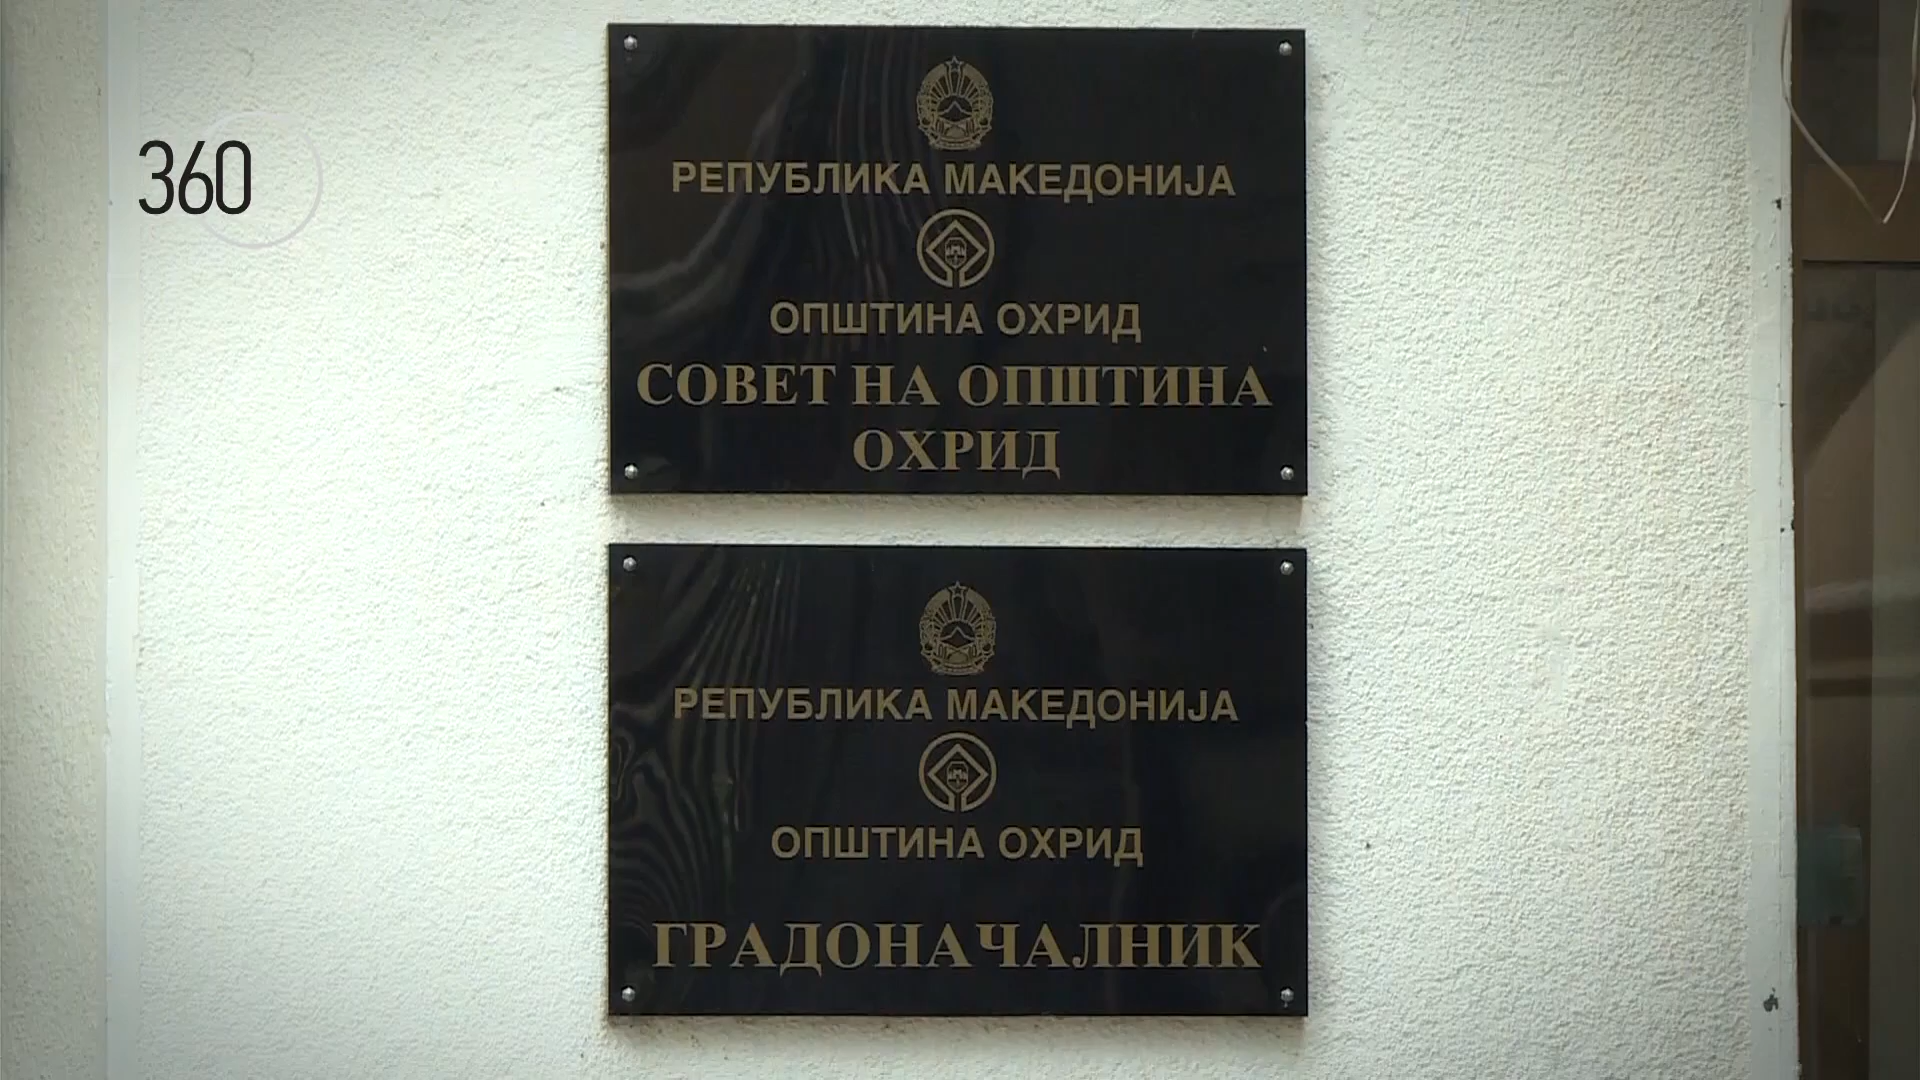 360
РЕПУБЛИКА МАКЕДОНИЈА
ОПШТИНА ОХРИД
СОВЕТ НА ОПШТИНА
ОХРИД
РЕПУБЛИКА МАКЕДОНИЈА
ОПШТИНА ОХРИД
ГРАДОНАЧАЛНИК